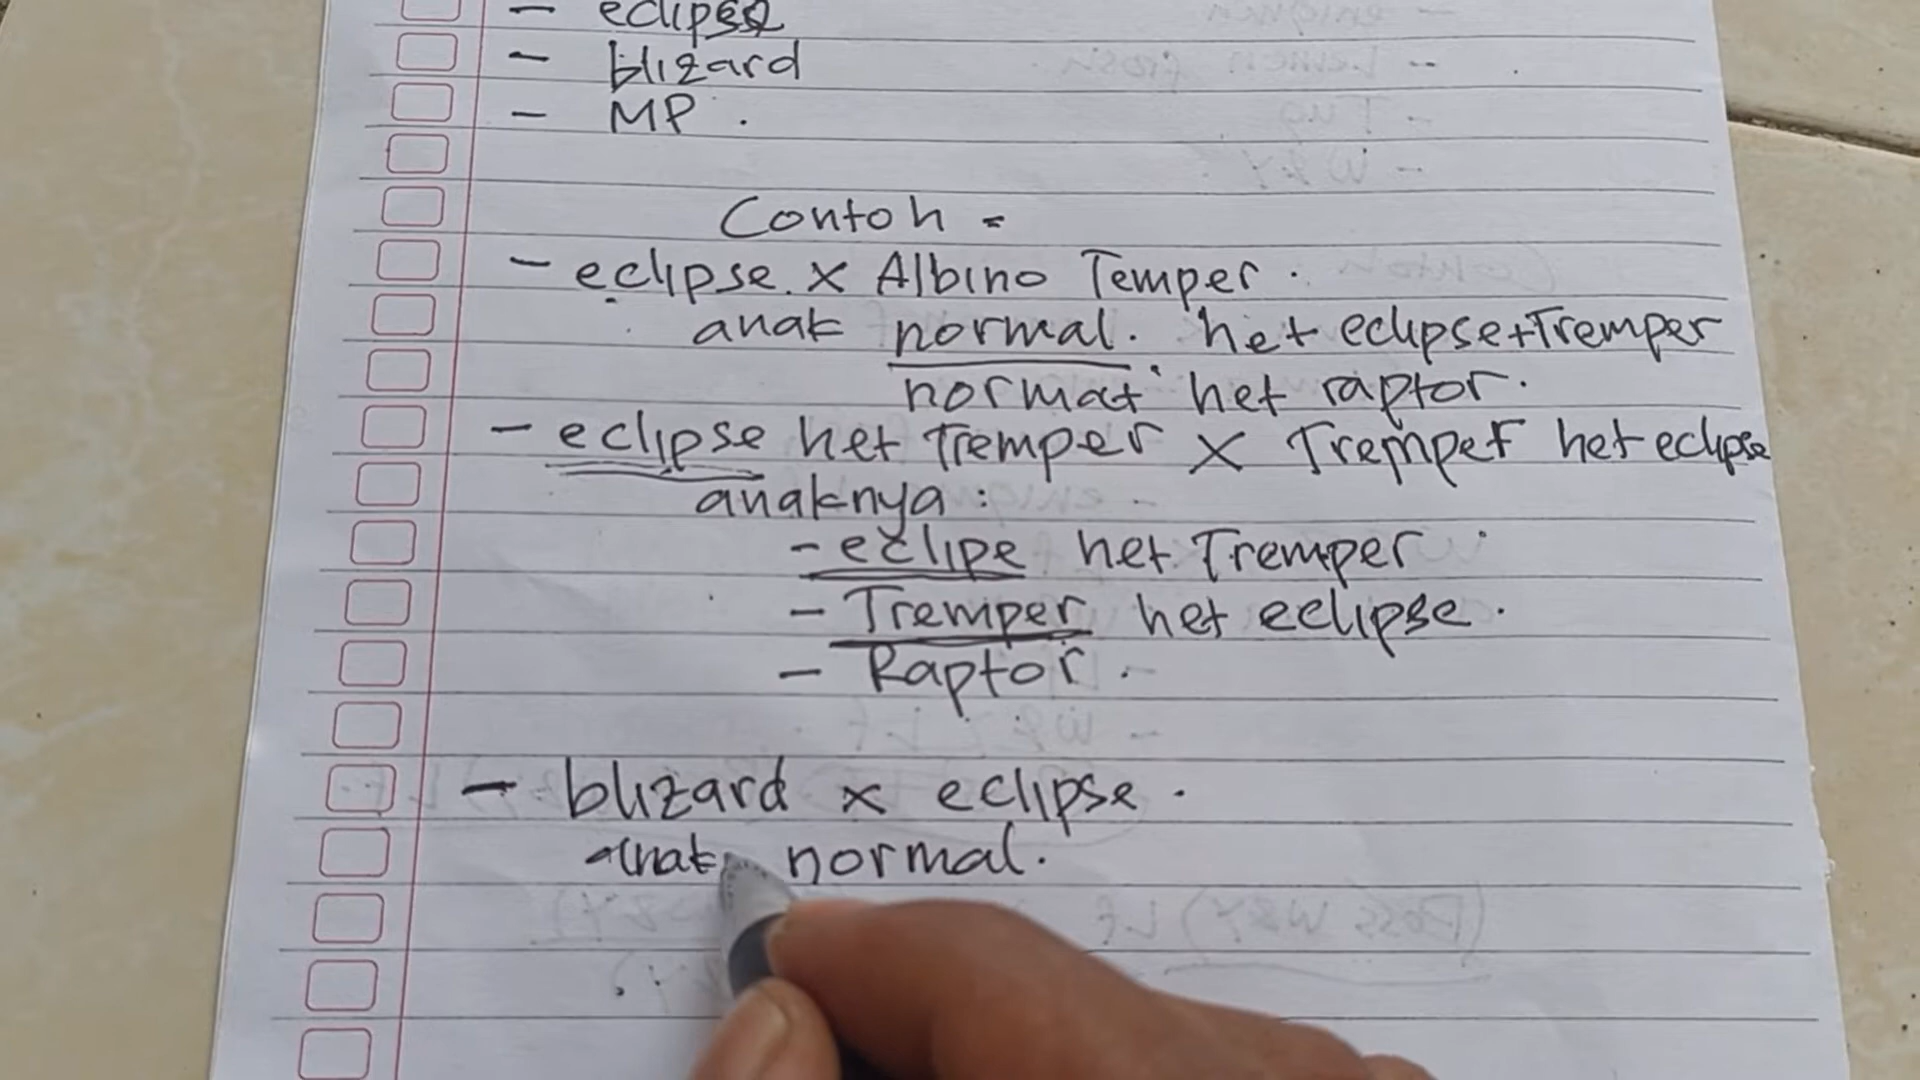 - eclipse
- blizard
- MP.
Contoh =
- eclipse x Albino Temper.
anak normal. het eclipse+Tremper
normal het raptor.
- eclipse het Tremper X Tremper het eclipse
anaknya:
- eclipe het Tremper
- Tremper het eclipse.
- Raptor.
- blizard x eclipse.
anak normal.